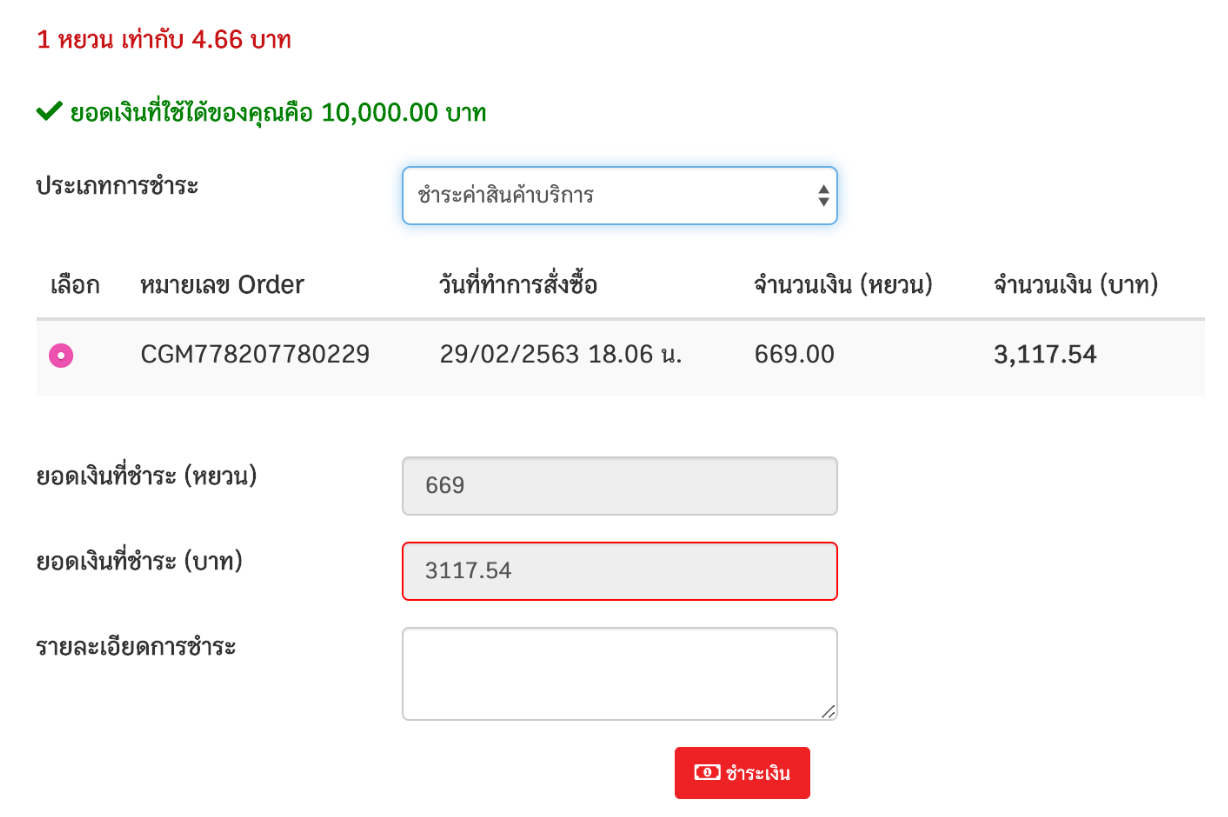 1 หยวน เท่ากับ 4.66 บาท
ยอดเงินที่ใช้ได้ของคุณคือ 10,000.00 บาท
ประเภทการชำระ ชำระค่าสินค้าบริการ
เลือก หมายเลข Order วันที่ทำการสั่งซื้อ จำนวนเงิน (หยวน) จำนวนเงิน (บาท)
CGM778207780229 29/02/2563 18.06 น. 669.00 3,117.54
ยอดเงินที่ชำระ (หยวน) 669
ยอดเงินที่ชำระ (บาท) 3117.54
รายละเอียดการชำระ
ชำระเงิน